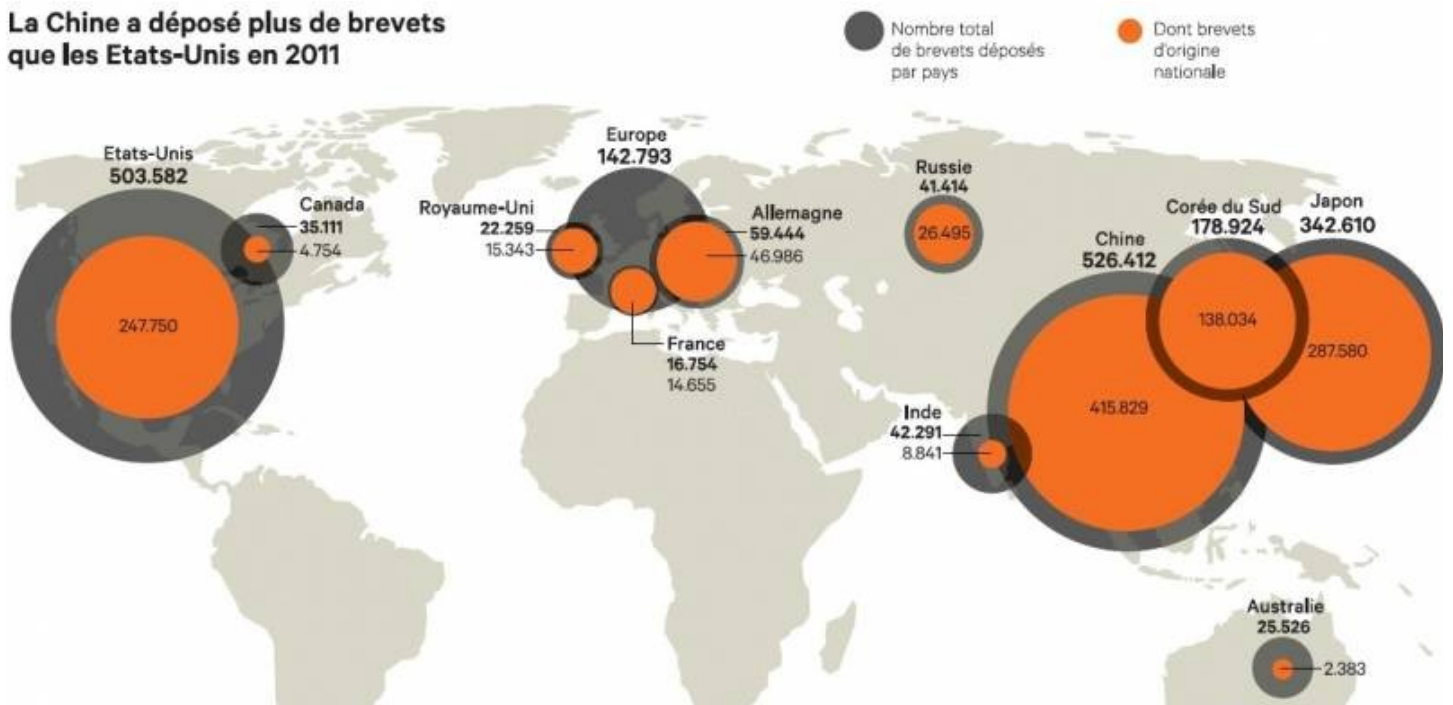 La Chine a déposé plus de brevets
que les Etats-Unis en 2011
Nombre total
de brevets déposés
par pays
Dont brevets
d'origine
nationale
Etats-Unis
503.582
247.750
Canada
35.111
4.754
Europe
142.793
Royaume-Uni
22.259
15.343
Allemagne
59.444
46.986
France
16.754
14.655
Russie
41.414
26.495
Chine
526.412
415.829
Corée du Sud
178.924
138.034
Japon
342.610
287.580
Inde
42.291
8.841
Australie
25.526
2.383